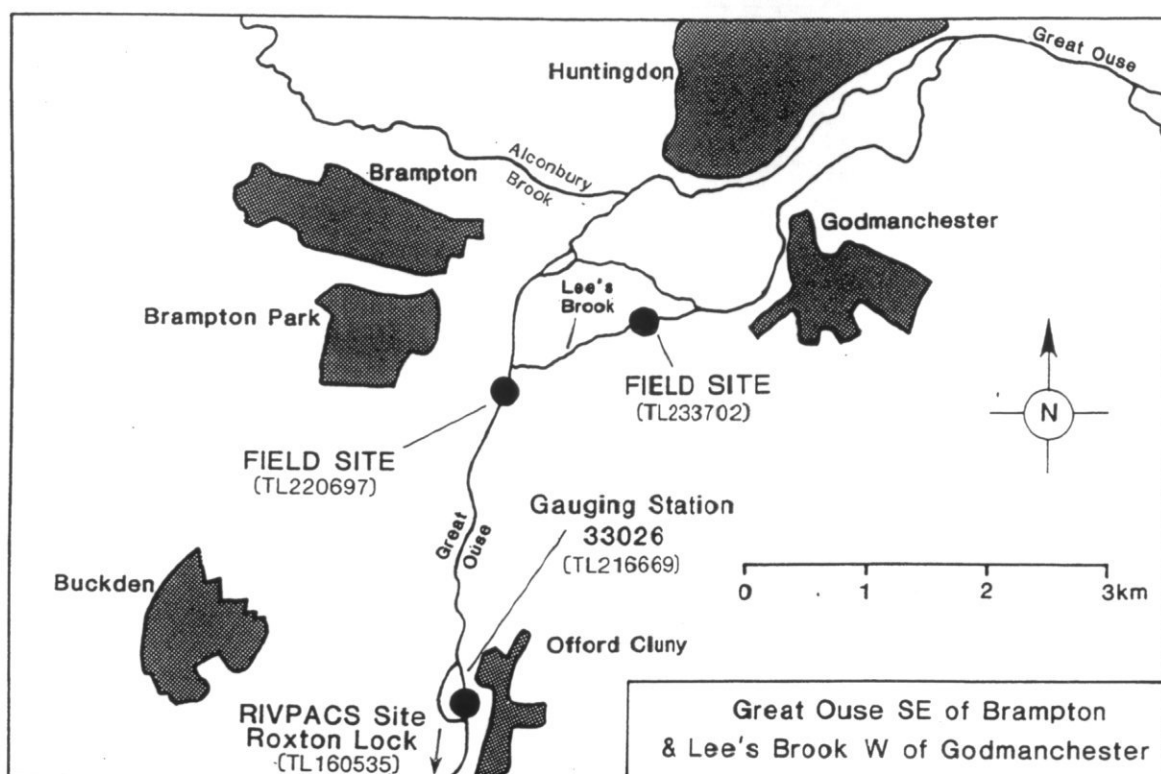 Great Ouse
Huntingdon
Alconbury
Brook
Brampton
Godmanchester
Lee's
Brook
Brampton Park
FIELD SITE
(TL233702)
N
FIELD SITE
(TL220697)
Great
Ouse
Gauging Station
33026
(TL216669)
Buckden
0 1 2 3km
Offord Cluny
RIVPACS Site
Roxton Lock
(TL160535)
Great Ouse SE of Brampton
& Lee's Brook W of Godmanchester